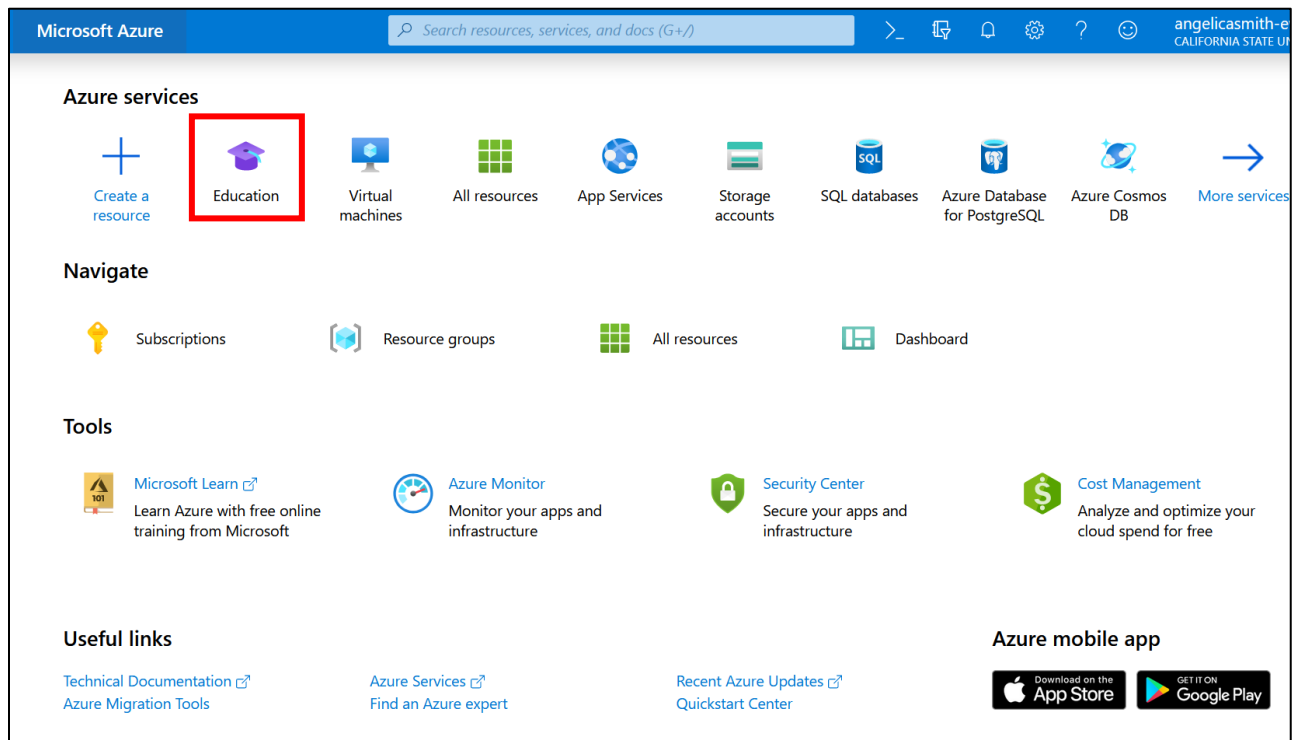 Microsoft Azure
Search resources, services, and docs (G+/)
angelicasmith-e
CALIFORNIA STATE UN
Azure services
Create a
resource
Education
Virtual
machines
All resources
App Services
Storage
accounts
SQL
SQL databases
Azure Database
for PostgreSQL
Azure Cosmos
DB
More services
Navigate
Subscriptions
Resource groups
All resources
Dashboard
Tools
101
Microsoft Learn
Learn Azure with free online
training from Microsoft
Azure Monitor
Monitor your apps and
infrastructure
Security Center
Secure your apps and
infrastructure
Cost Management
Analyze and optimize your
cloud spend for free
Useful links
Technical Documentation
Azure Services
Recent Azure Updates
Azure Migration Tools
Find an Azure expert
Quickstart Center
Azure mobile app
Download on the
App Store
GET IT ON
Google Play